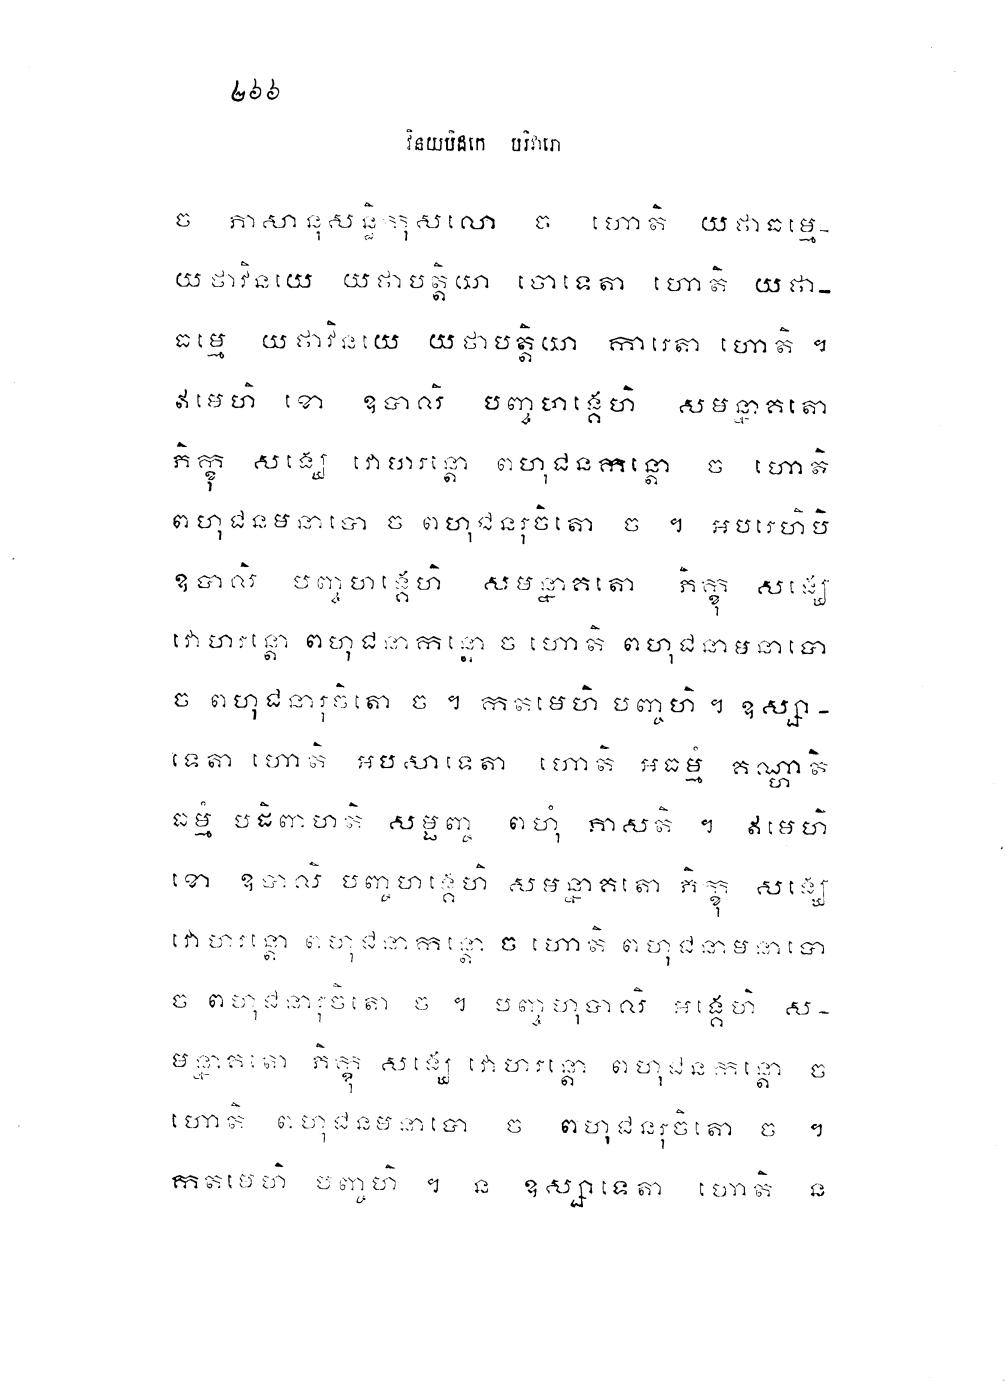 ២៦៦
វិនយបិដកេ បរិវារោ
ច ភាសានុសន្ធិកុសលោ ច ហោតិ យថាធម្មេ-
យថាវិនយេ យថាបត្តិយា ចោទេតា ហោតិ យថា-
ធម្មេ យថាវិនយេ យថាបត្តិយា ការេតា ហោតិ ។
ឥមេហិ ខោ ឧបាលិ បញ្ចហង្គេហិ សមន្នាគតោ
ភិក្ខុ សង្ឃេ វោហរន្តោ ពហុជនកន្តោ ច ហោតិ
ពហុជនមនាបោ ច ពហុជនរុចិតោ ច ។ អបរេហិបិ
ឧបាលិ បញ្ចហង្គេហិ សមន្នាគតោ ភិក្ខុ សង្ឃេ
វោហរន្តោ ពហុជនាកន្តោ ច ហោតិ ពហុជនាមនាបោ
ច ពហុជនារុចិតោ ច ។ កតមេហិ បញ្ចហិ ។ ឧស្សា-
ទេតា ហោតិ អបសាទេតា ហោតិ អធម្មំ គណ្ហាតិ
ធម្មំ បដិពាហតិ សម្ផញ្ច ពហុំ ភាសតិ ។ ឥមេហិ
ខោ ឧបាលិ បញ្ចហង្គេហិ សមន្នាគតោ ភិក្ខុ សង្ឃេ
វោហរន្តោ ពហុជនាកន្តោ ច ហោតិ ពហុជនាមនាបោ
ច ពហុជនារុចិតោ ច ។ បញ្ចហុបាលិ អង្គេហិ ស-
មន្នាគតោ ភិក្ខុ សង្ឃេ វោហរន្តោ ពហុជនកន្តោ ច
ហោតិ ពហុជនមនាបោ ច ពហុជនរុចិតោ ច ។
កតមេហិ បញ្ចហិ ។ ន ឧស្សាទេតា ហោតិ ន